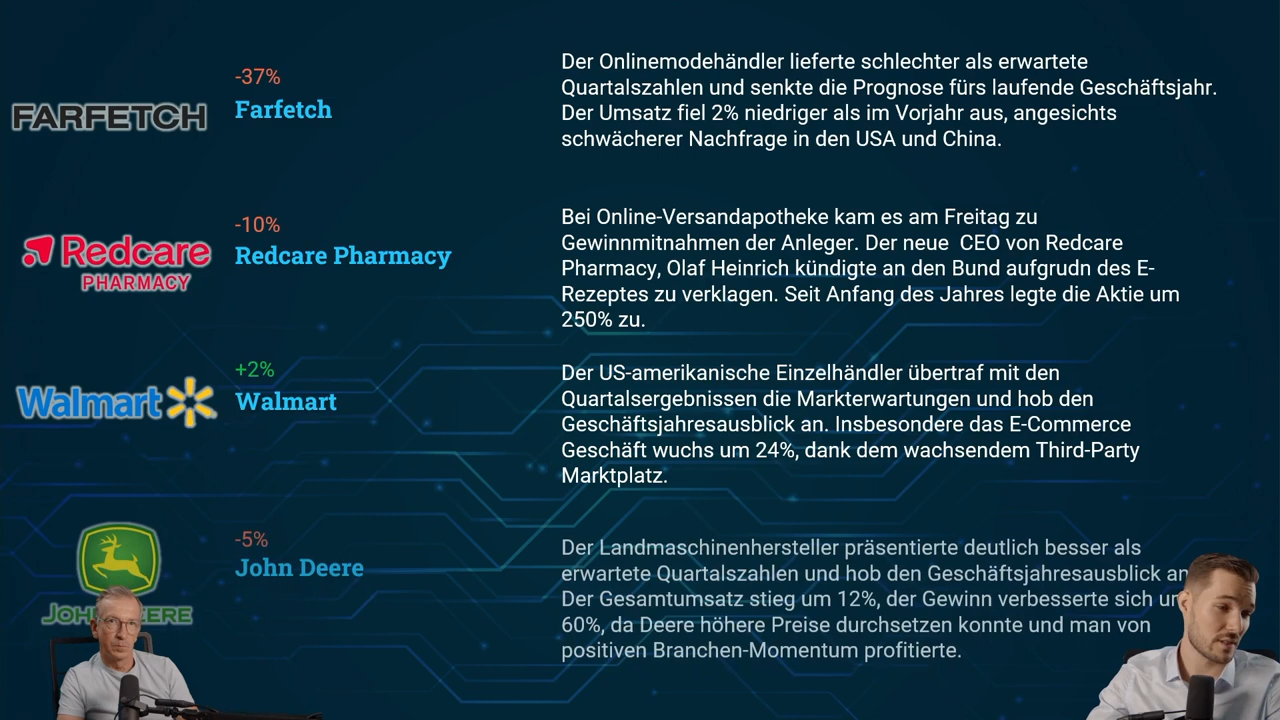 -37%
FARFETCH
Farfetch
Der Onlinemodehändler lieferte schlechter als erwartete
Quartalszahlen und senkte die Prognose fürs laufende Geschäftsjahr.
Der Umsatz fiel 2% niedriger als im Vorjahr aus, angesichts
schwächerer Nachfrage in den USA und China.
-10%
Redcare
PHARMACY
Redcare Pharmacy
Bei Online-Versandapotheke kam es am Freitag zu
Gewinnmitnahmen der Anleger. Der neue  CEO von Redcare
Pharmacy, Olaf Heinrich kündigte an den Bund aufgrudn des E-
Rezeptes zu verklagen. Seit Anfang des Jahres legte die Aktie um
250% zu.
+2%
Walmart
Walmart
Der US-amerikanische Einzelhändler übertraf mit den
Quartalsergebnissen die Markterwartungen und hob den
Geschäftsjahresausblick an. Insbesondere das E-Commerce
Geschäft wuchs um 24%, dank dem wachsendem Third-Party
Marktplatz.
-5%
John Deere
Der Landmaschinenhersteller präsentierte deutlich besser als
erwartete Quartalszahlen und hob den Geschäftsjahresausblick an
Der Gesamtumsatz stieg um 12%, der Gewinn verbesserte sich
60%, da Deere höhere Preise durchsetzen konnte und man von
positiven Branchen-Momentum profitierte.